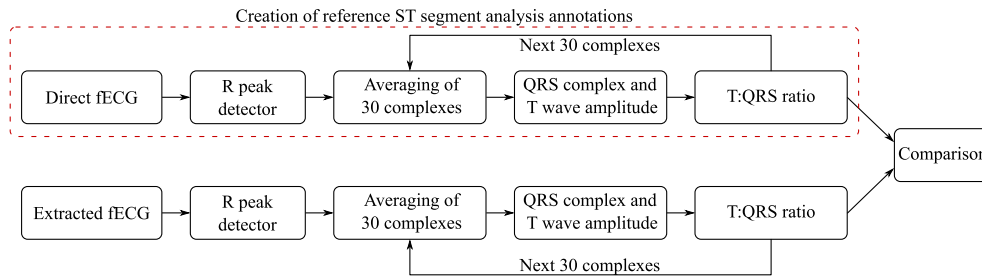 Creation of reference ST segment analysis annotations
Next 30 complexes
Direct fECG
R peak
detector
Averaging of
30 complexes
QRS complex and
T wave amplitude
T:QRS ratio
Comparison
Extracted fECG
R peak
detector
Averaging of
30 complexes
QRS complex and
T wave amplitude
T:QRS ratio
Next 30 complexes